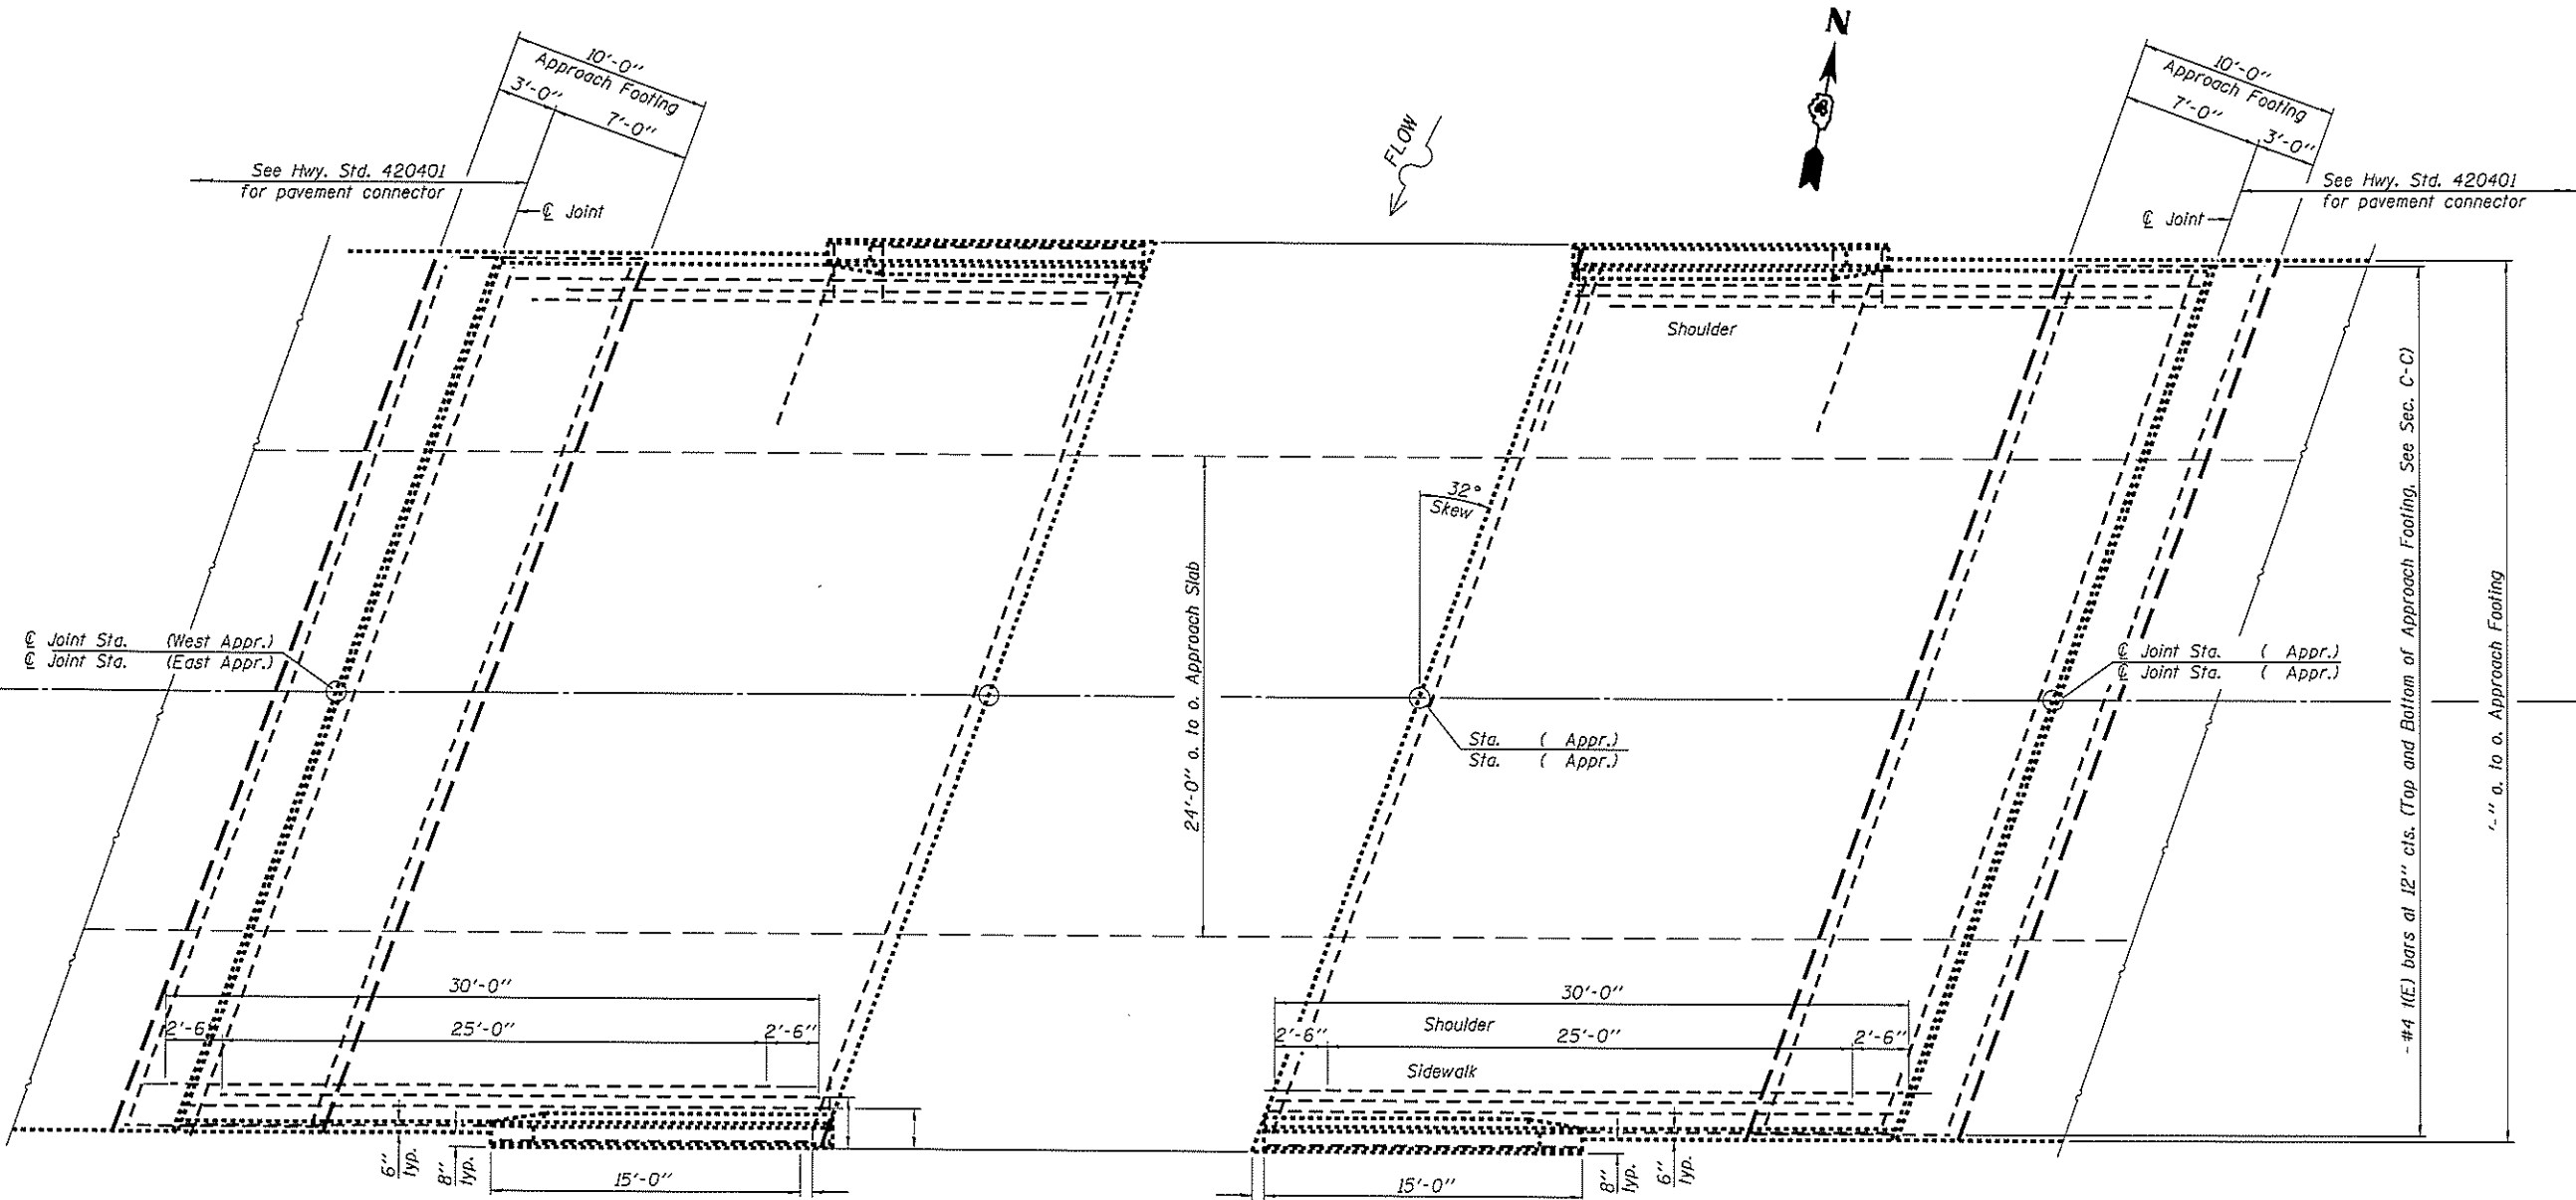 N
10'-0"
Approach Footing
3'-0"
7'-0"
10'-0"
Approach Footing
7'-0"
3'-0"
FLOW
See Hwy. Std. 420401
for pavement connector
℄ Joint
See Hwy. Std. 420401
for pavement connector
℄ Joint
Shoulder
32°
Skew
24'-0" o. to o. Approach Slab
-#4 t(E) bars at 12" cts. (Top and Bottom of Approach Footing, See Sec. C-C)
'-" o. to o. Approach Footing
℄ Joint Sta. (West Appr.)
℄ Joint Sta. (East Appr.)
℄ Joint Sta. ( Appr.)
℄ Joint Sta. ( Appr.)
Sta. ( Appr.)
Sta. ( Appr.)
30'-0"
2'-6
25'-0"
2'-6"
30'-0"
Shoulder
2'-6"
25'-0"
2'-6"
Sidewalk
6"
typ.
8"
typ.
15'-0"
15'-0"
8"
typ.
6"
typ.